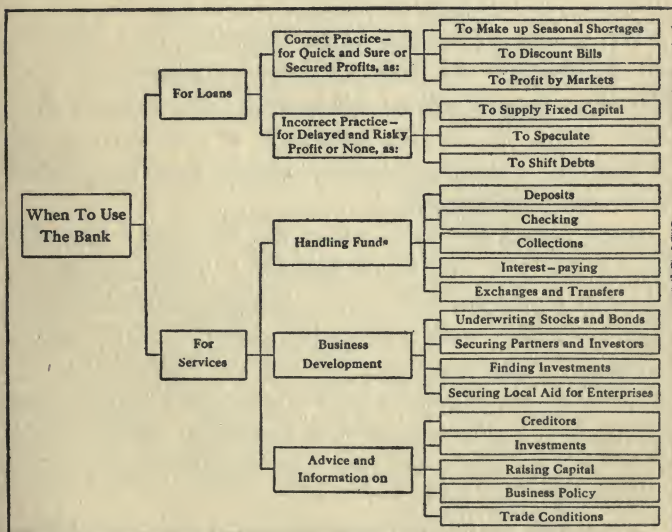 When To Use
The Bank
For Loans
Correct Practice—
for Quick and Sure or
Secured Profits, as:
To Make up Seasonal Shortages
To Discount Bills
To Profit by Markets
Incorrect Practice—
for Delayed and Risky
Profit or None, as:
To Supply Fixed Capital
To Speculate
To Shift Debts
For
Services
Handling Funds
Deposits
Checking
Collections
Interest—paying
Exchanges and Transfers
Business
Development
Underwriting Stocks and Bonds
Securing Partners and Investors
Finding Investments
Securing Local Aid for Enterprises
Advice and
Information on
Creditors
Investments
Raising Capital
Business Policy
Trade Conditions